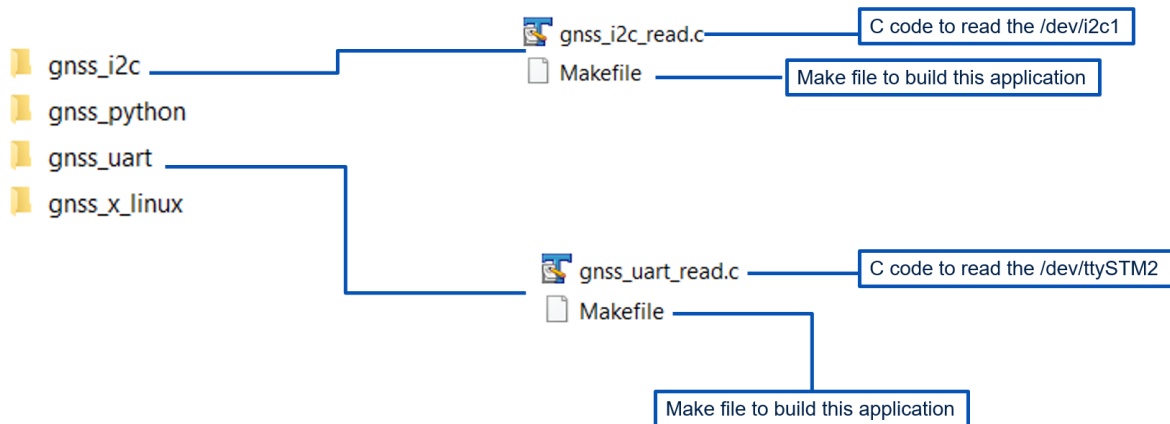 gnss_i2c
gnss_python
gnss_uart
gnss_x_linux
gnss_i2c_read.c
C code to read the /dev/i2c1
Makefile
Make file to build this application
gnss_uart_read.c
C code to read the /dev/ttySTM2
Makefile
Make file to build this application